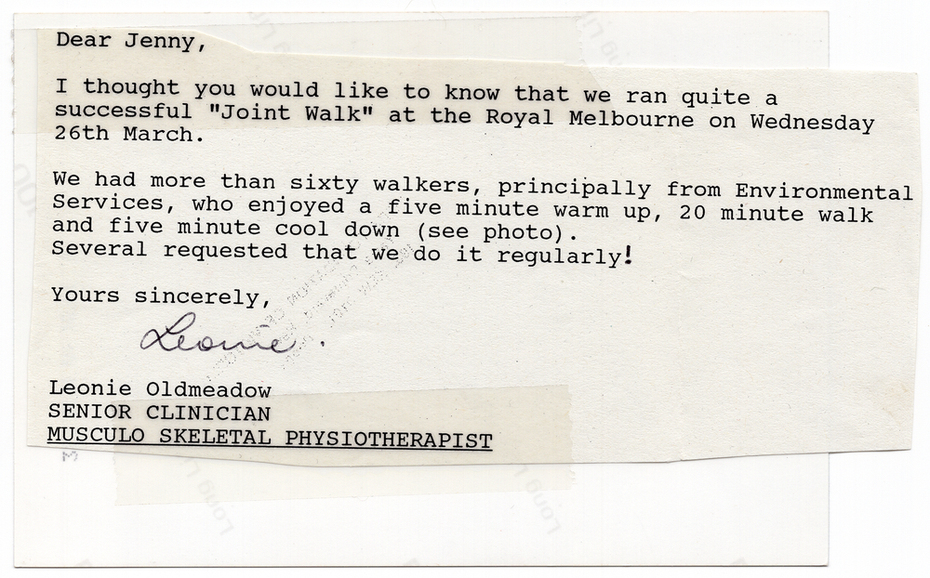 Dear Jenny,
I thought you would like to know that we ran quite a
successful "Joint Walk" at the Royal Melbourne on Wednesday
26th March.
We had more than sixty walkers, principally from Environmental
Services, who enjoyed a five minute warm up, 20 minute walk
and five minute cool down (see photo).
Several requested that we do it regularly!
Yours sincerely,
Leonie.
Leonie Oldmeadow
SENIOR CLINICIAN
MUSCULO SKELETAL PHYSIOTHERAPIST